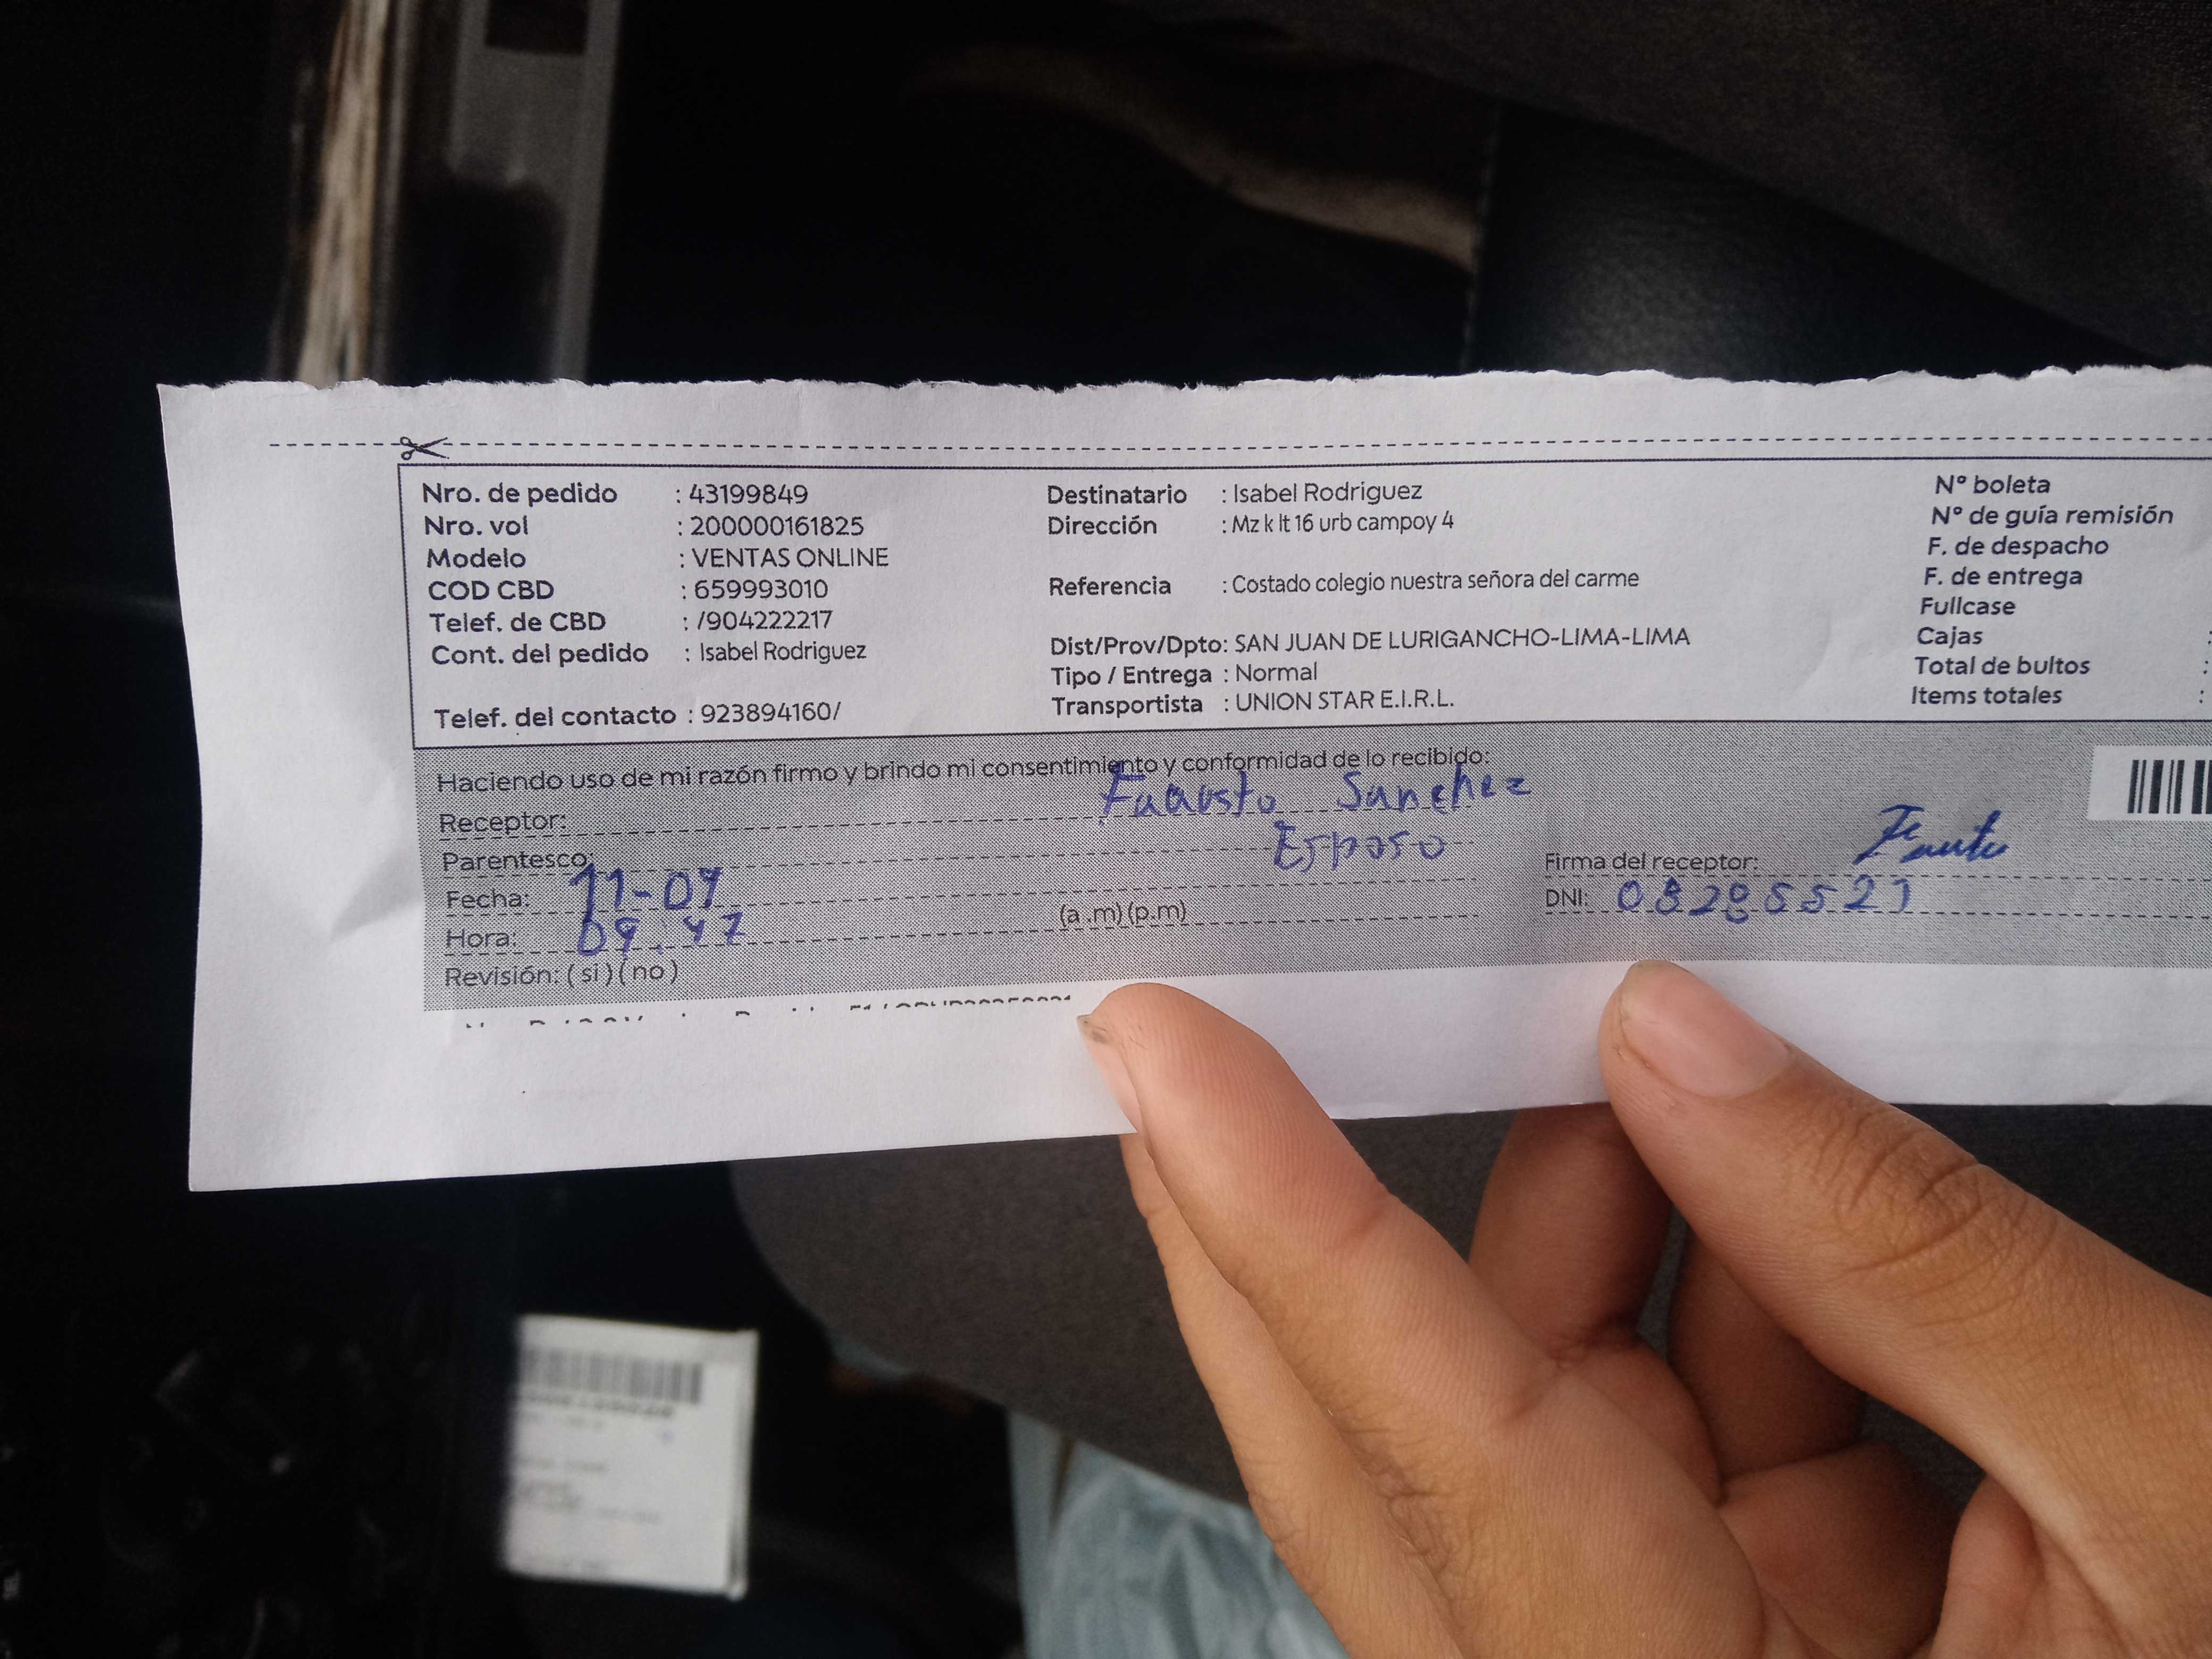 Nro. de pedido : 43199849
Nro. vol : 200000161825
Modelo : VENTAS ONLINE
COD CBD : 659993010
Telef. de CBD : /904222217
Cont. del pedido : Isabel Rodriguez
Telef. del contacto : 923894160/
Destinatario : Isabel Rodriguez
Dirección : Mz k lt 16 urb campoy 4
Referencia : Costado colegio nuestra señora del carme
Dist/Prov/Dpto: SAN JUAN DE LURIGANCHO-LIMA-LIMA
Tipo / Entrega : Normal
Transportista : UNION STAR E.I.R.L.
N° boleta
N° de guía remisión
F. de despacho
F. de entrega
Fullcase
Cajas :
Total de bultos :
Items totales :
Haciendo uso de mi razón firmo y brindo mi consentimiento y conformidad de lo recibido:
Receptor: Faausto Sanchez
Parentesco: Esposo
Fecha: 11-07
Hora: 09:47 (a .m) (p.m)
Revisión: ( si ) ( no )
Firma del receptor:
DNI: